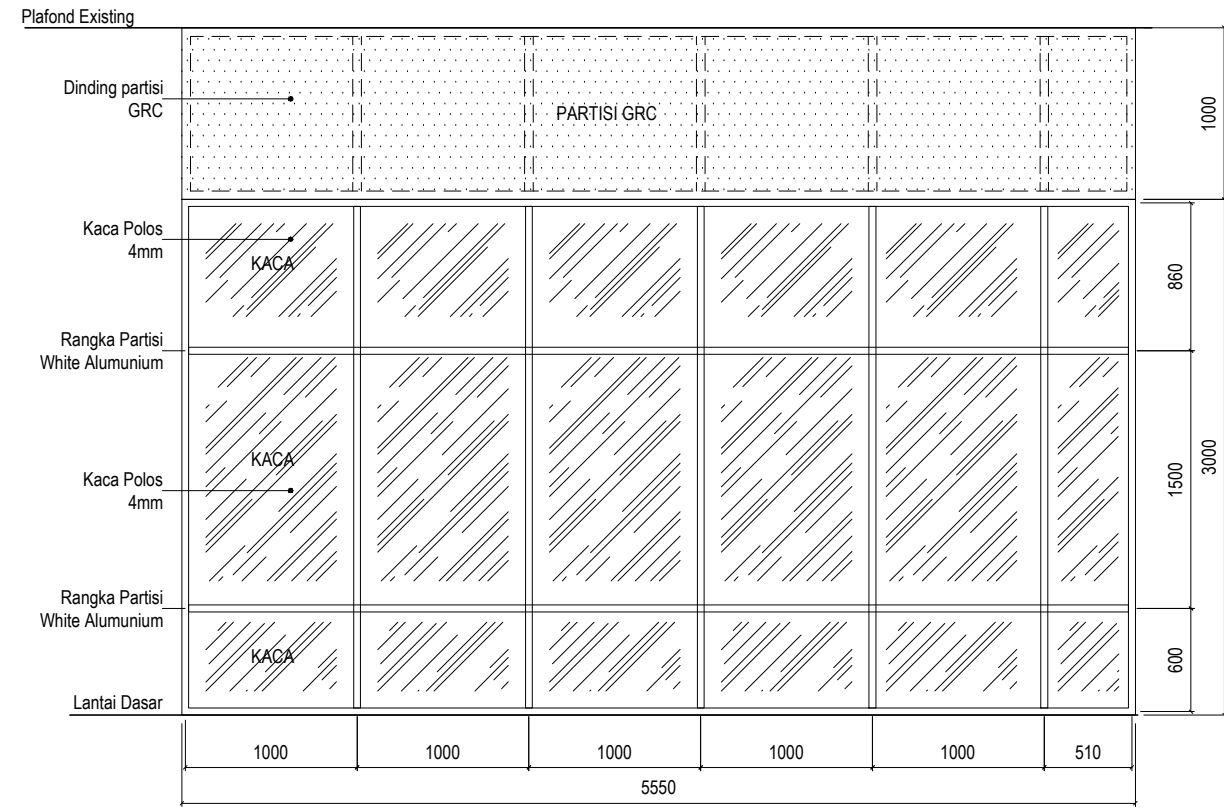 Plafond Existing
Dinding partisi
GRC
PARTISI GRC
1000
Kaca Polos
4mm
KACA
860
Rangka Partisi
White Alumunium
KACA
Kaca Polos
4mm
1500
3000
Rangka Partisi
White Alumunium
KACA
600
Lantai Dasar
1000
1000
1000
1000
1000
510
5550